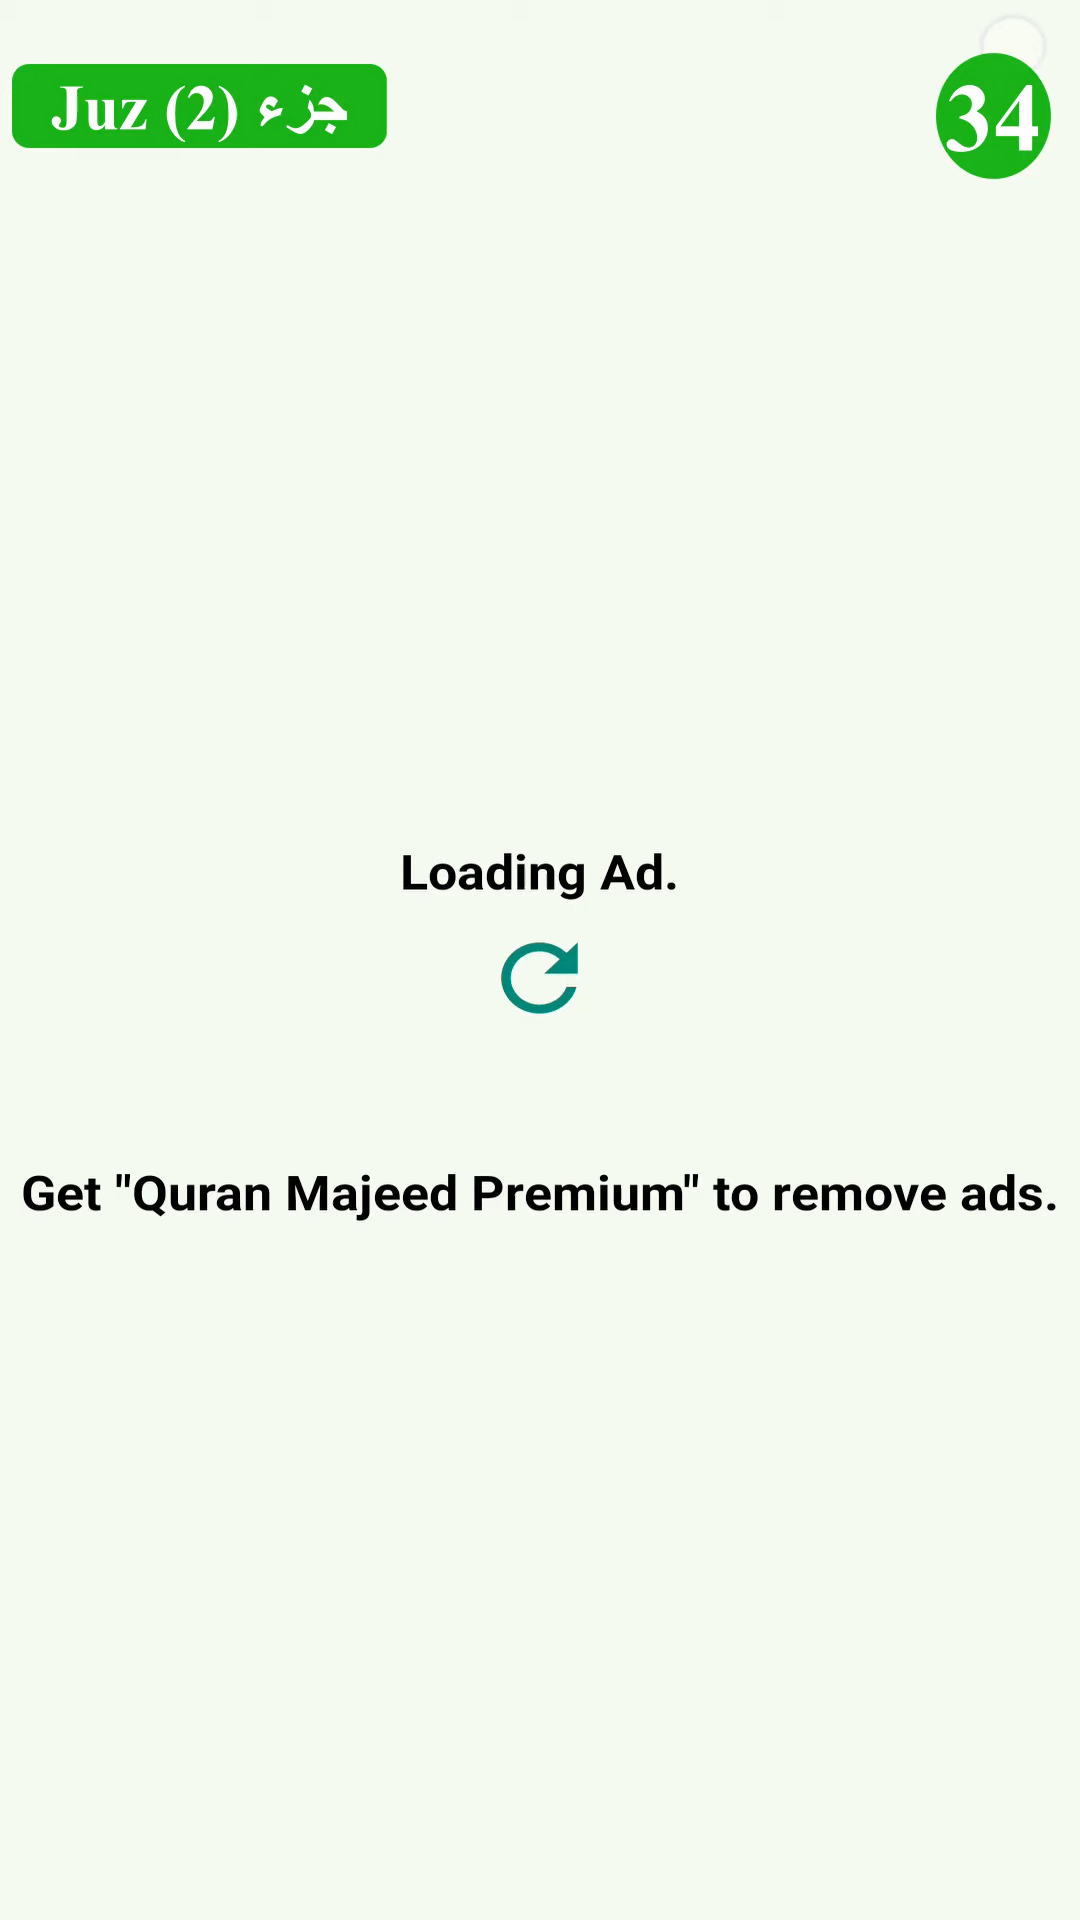 Juz (2) جزء
34
Loading Ad.
Get "Quran Majeed Premium" to remove ads.